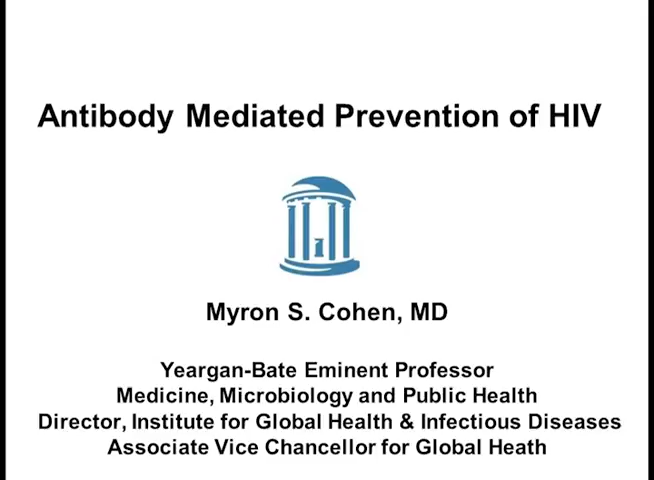 Antibody Mediated Prevention of HIV
Myron S. Cohen, MD
Yeargan-Bate Eminent Professor
Medicine, Microbiology and Public Health
Director, Institute for Global Health & Infectious Diseases
Associate Vice Chancellor for Global Heath